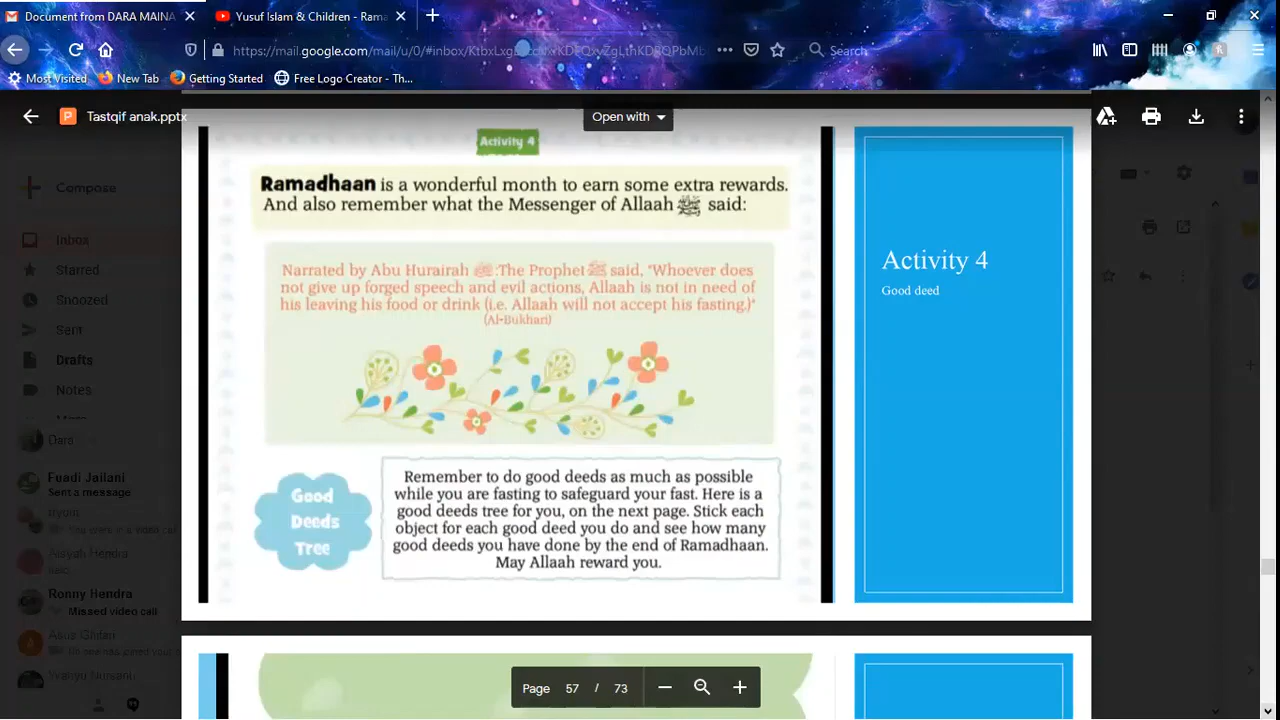 Document from DARA MAINA
Yusuf Islam & Children - Rama
Search
Most Visited
New Tab
Getting Started
Free Logo Creator - Th...
Tastqif anak.pptx
Open with
Compose
Inbox
Starred
Snoozed
Sent
Drafts
Notes
Dara
Fuadi Jailani
Sent a message
Aisyah Hendra
Ronny Hendra
Missed video call
Activity 4
Ramadhaan is a wonderful month to earn some extra rewards.
And also remember what the Messenger of Allaah ﷺ said:
Narrated by Abu Hurairah :The Prophet ﷺ said, "Whoever does
not give up forged speech and evil actions, Allaah is not in need of
his leaving his food or drink (i.e. Allaah will not accept his fasting.)"
(Al-Bukhari)
Good
Deeds
Tree
Remember to do good deeds as much as possible
while you are fasting to safeguard your fast. Here is a
good deeds tree for you, on the next page. Stick each
object for each good deed you do and see how many
good deeds you have done by the end of Ramadhaan.
May Allaah reward you.
Activity 4
Good deed
Page 57 / 73